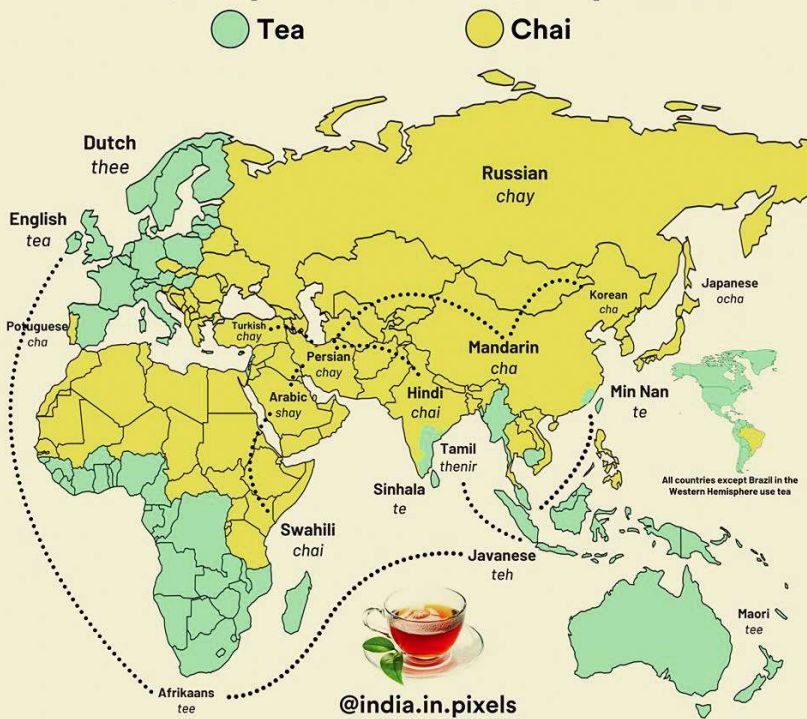 Tea
Chai
Dutch
thee
English
tea
Russian
chay
Potuguese
cha
Turkish
chay
Persian
chay
Arabic
shay
Hindi
chai
Mandarin
cha
Korean
cha
Japanese
ocha
Min Nan
te
Tamil
thenir
Sinhala
te
All countries except Brazil in the
Western Hemisphere use tea
Swahili
chai
Javanese
teh
Maori
tee
Afrikaans
tee
@india.in.pixels